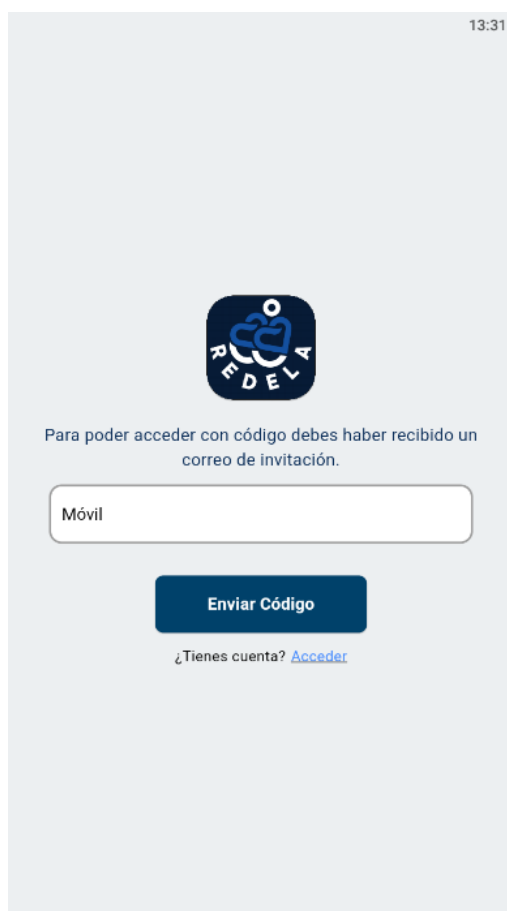 13:31
REDELA
Para poder acceder con código debes haber recibido un
correo de invitación.
Móvil
Enviar Código
¿Tienes cuenta? Acceder